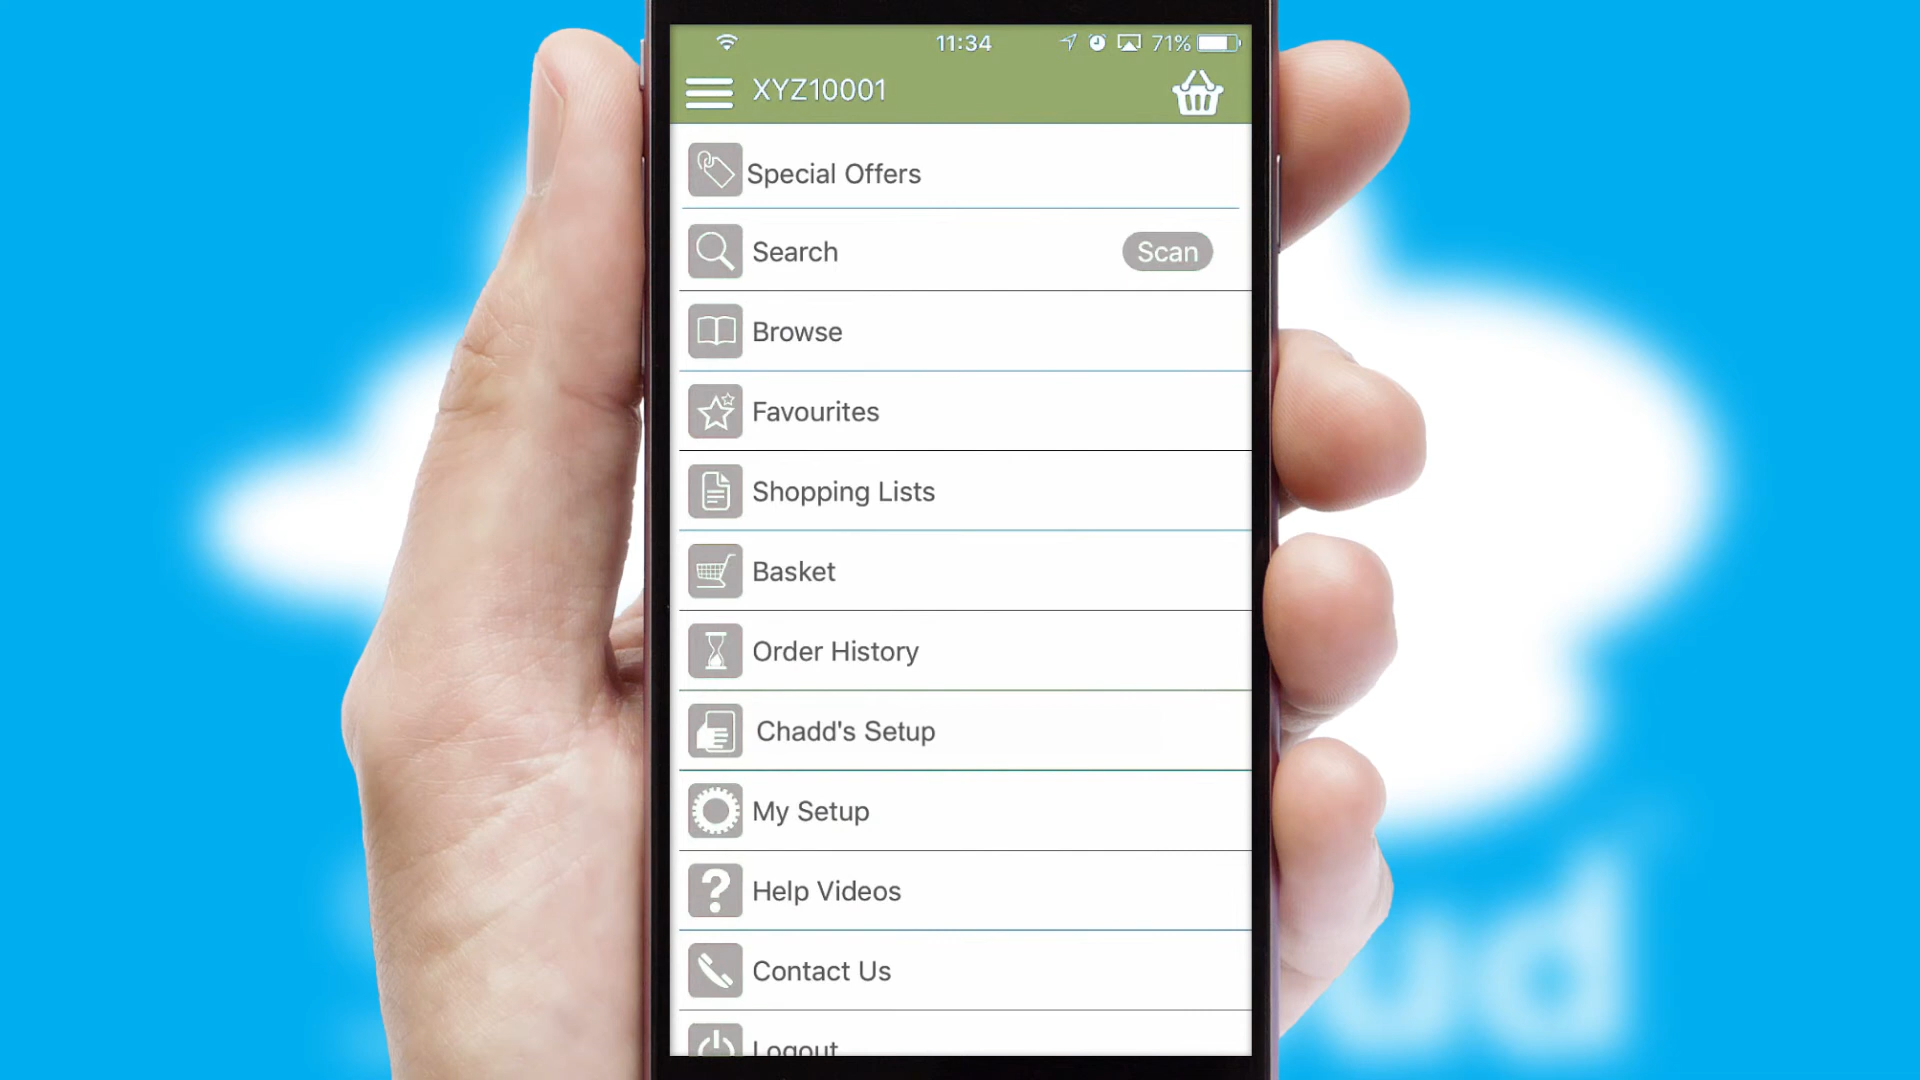 11:34
71%
XYZ10001
Special Offers
Search
Scan
Browse
Favourites
Shopping Lists
Basket
Order History
Chadd's Setup
My Setup
Help Videos
Contact Us
Logout